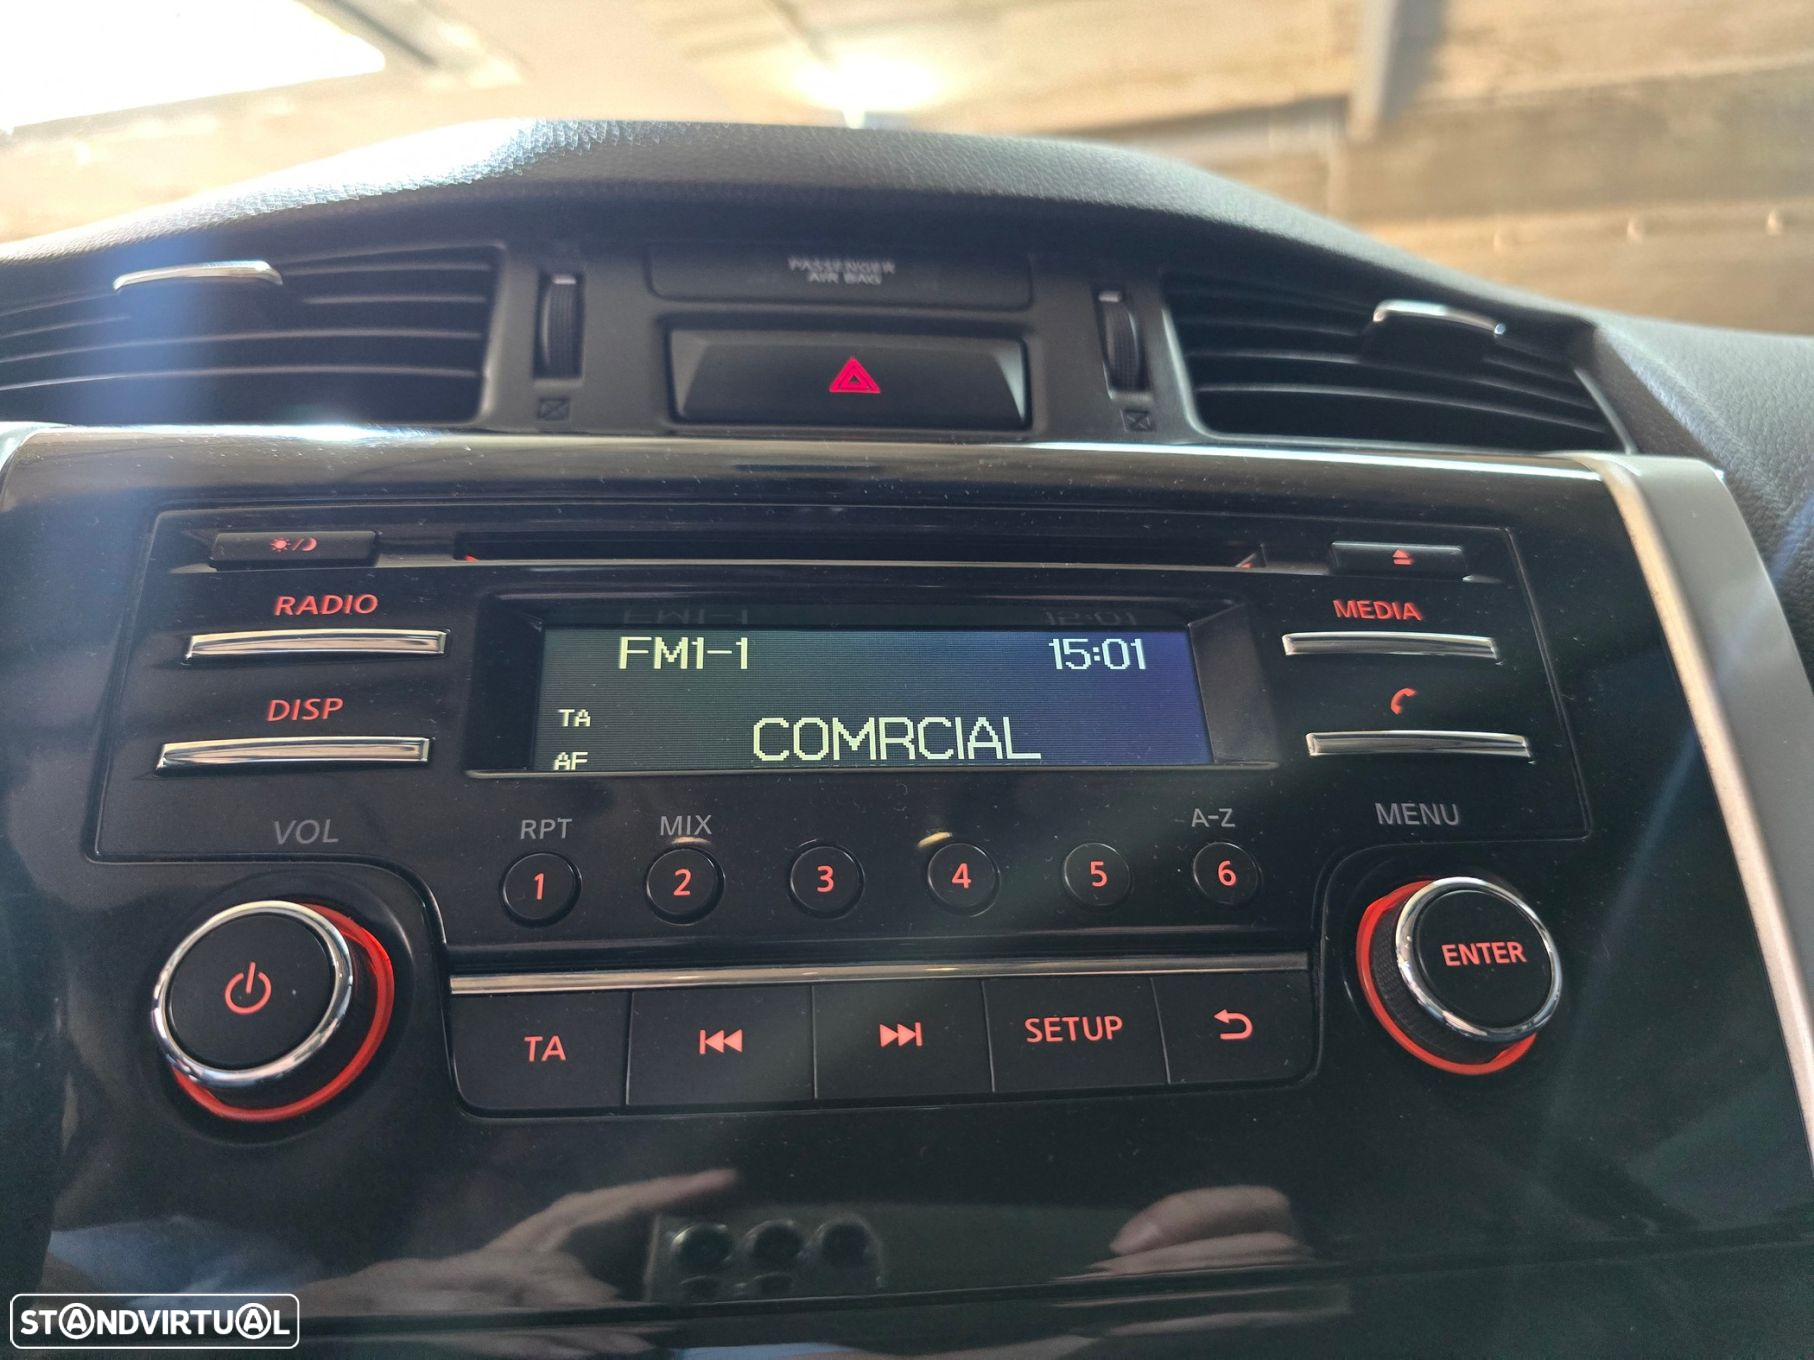 PASSENGER
AIR BAG
RADIO
MEDIA
FM1-1 15:01
DISP
TA
COMRCIAL
AF
VOL
RPT MIX A-Z MENU
1 2 3 4 5 6
ENTER
TA SETUP
STANDVIRTUAL